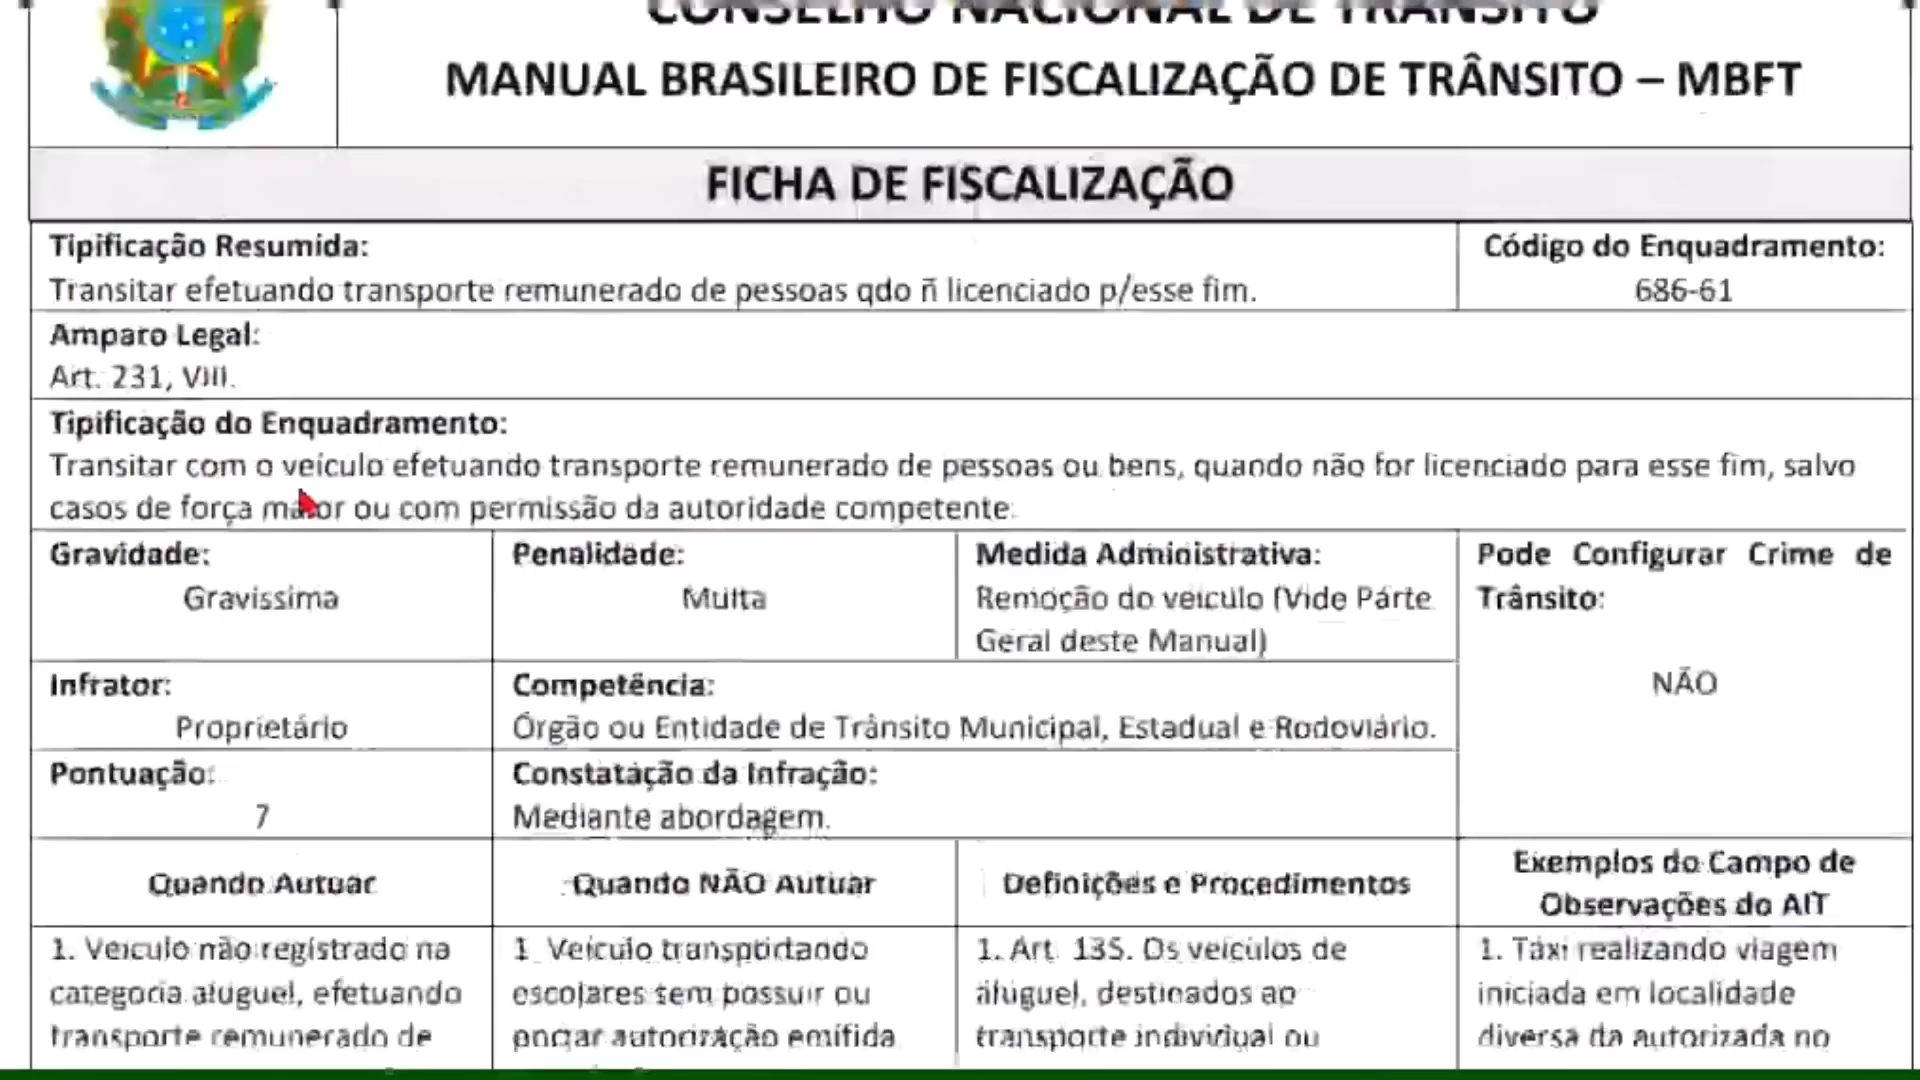 CONSELHO NACIONAL DE TRÂNSITO
MANUAL BRASILEIRO DE FISCALIZAÇÃO DE TRÂNSITO – MBFT
FICHA DE FISCALIZAÇÃO
Tipificação Resumida:
Transitar efetuando transporte remunerado de pessoas qdo ñ licenciado p/esse fim.
Código do Enquadramento:
686-61
Amparo Legal:
Art. 231, VIII.
Tipificação do Enquadramento:
Transitar com o veículo efetuando transporte remunerado de pessoas ou bens, quando não for licenciado para esse fim, salvo
casos de força maior ou com permissão da autoridade competente:
Gravidade:
Gravissima
Penalidade:
Multa
Medida Administrativa:
Remoção do veiculo (Vide Parte
Geral deste Manual)
Pode Configurar Crime de
Trânsito:
NÃO
Infrator:
Proprietário
Competência:
Órgão ou Entidade de Trânsito Municipal, Estadual e Rodoviário.
Pontuação:
7
Constatação da Infração:
Mediante abordagem.
Quando Autuar
Quando NÃO Autuar
Definições e Procedimentos
Exemplos do Campo de
Observações do AIT
1. Veiculo não registrado na
categoria aluguel, efetuando
transporte remunerado de
1. Veiculo transportando
escolares sem possuir ou
portar autorização emitida
1. Art. 135. Os veículos de
aluguel, destinados ao
transporte individual ou
1. Táxi realizando viagem
iniciada em localidade
diversa da autorizada no